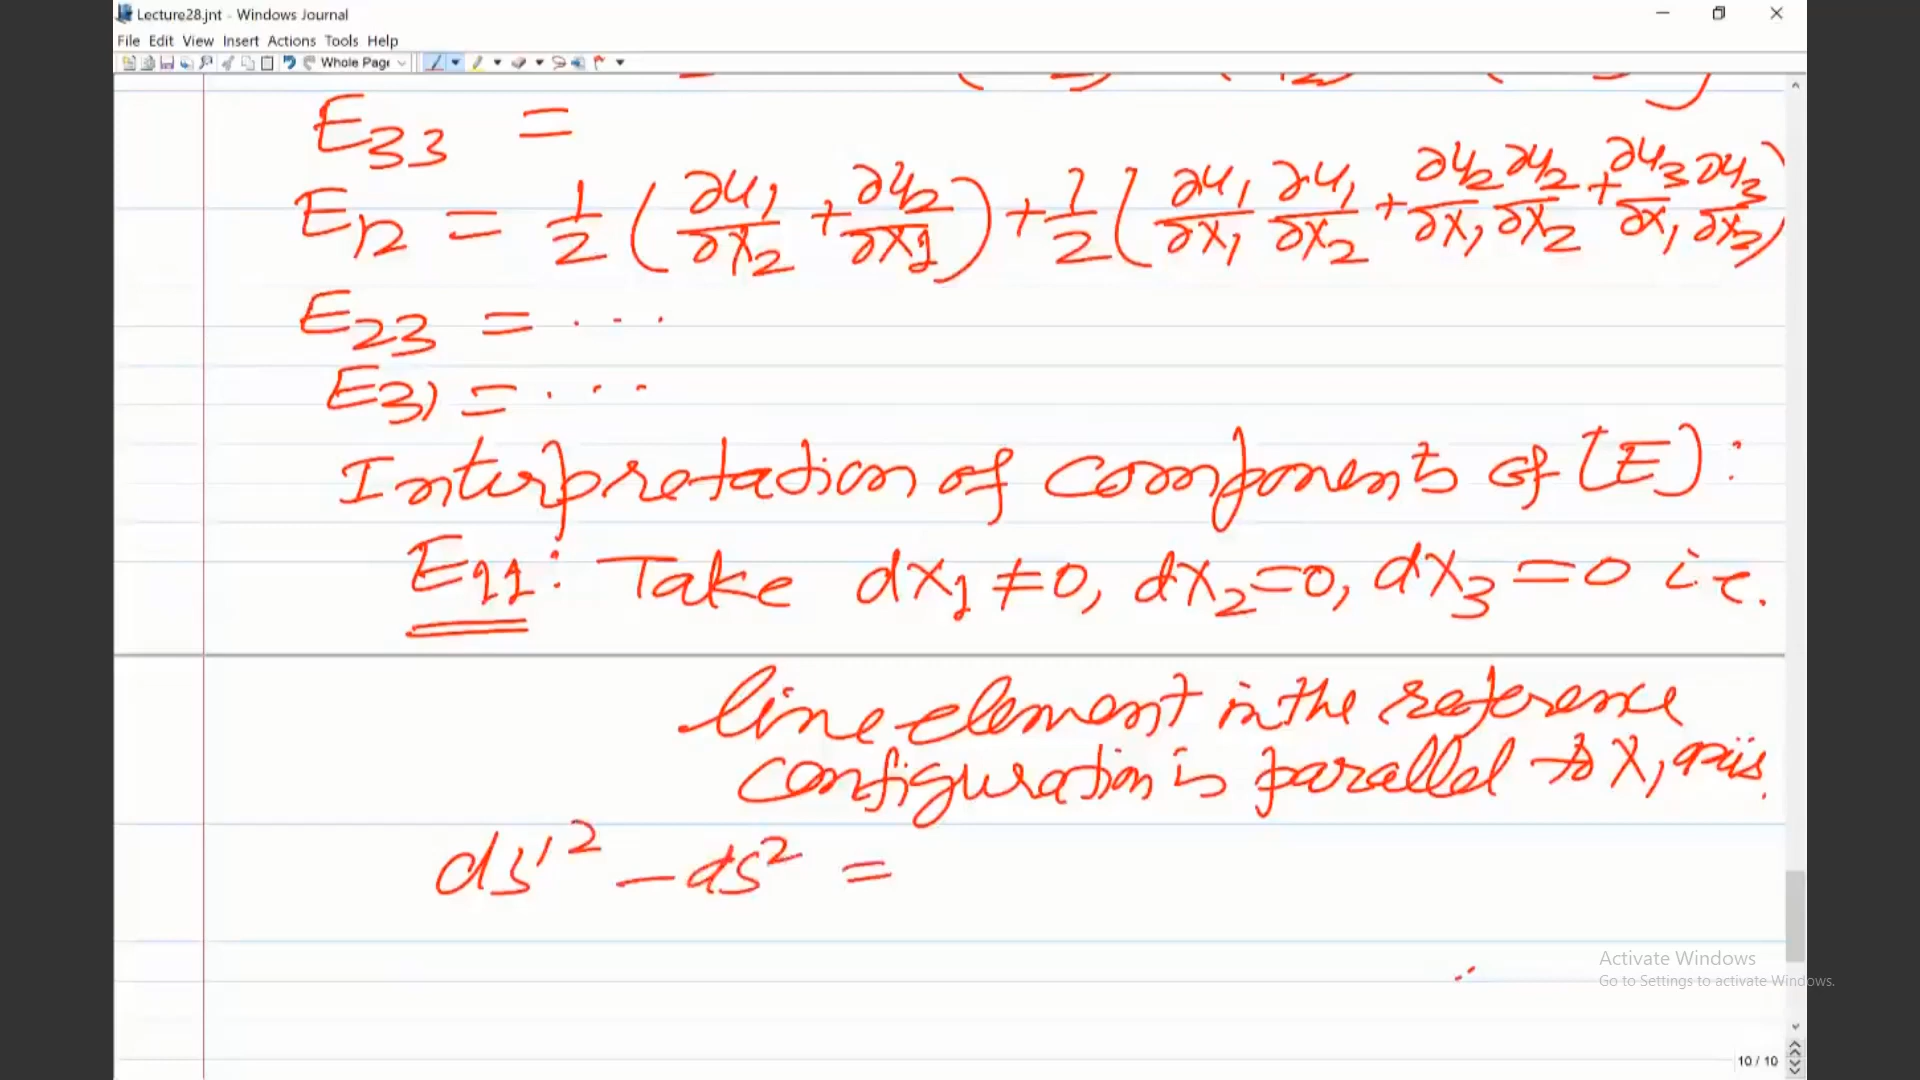 Lecture28.jnt - Windows Journal
File Edit View Insert Actions Tools Help
Whole Page
E₃₃ =
E₁₂ = 1/2 (∂u₁/∂X₂ + ∂u₂/∂X₁) + 1/2 (∂u₁/∂X₁ ∂u₁/∂X₂ + ∂u₂/∂X₁ ∂u₂/∂X₂ + ∂u₃/∂X₁ ∂u₃/∂X₂)
E₂₃ = . . . .
E₃₁ = . . . .
Interpretation of components of [E]:
E₁₁: Take dX₁ ≠ 0, dX₂ = 0, dX₃ = 0 i.e.
line element in the reference
configuration is parallel to X₁ axis.
ds'² - ds² =
Activate Windows
Go to Settings to activate Windows.
10 / 10